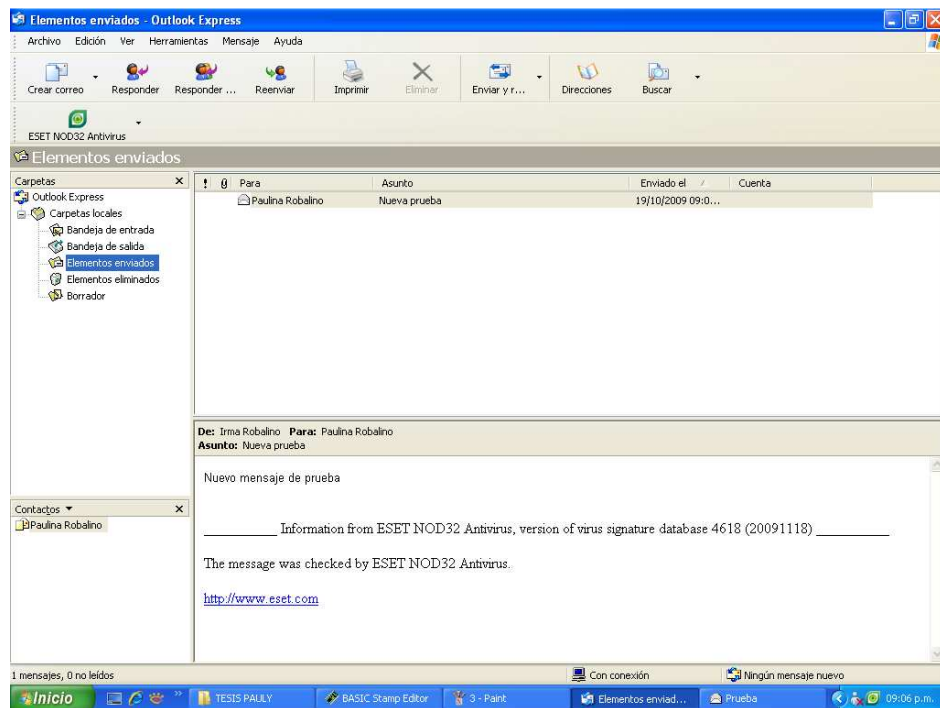 Elementos enviados - Outlook Express
Archivo Edición Ver Herramientas Mensaje Ayuda
Crear correo Responder Responder ... Reenviar Imprimir Eliminar Enviar y r... Direcciones Buscar
ESET NOD32 Antivirus
Elementos enviados
Carpetas
Outlook Express
Carpetas locales
Bandeja de entrada
Bandeja de salida
Elementos enviados
Elementos eliminados
Borrador
Contactos
Paulina Robalino
! Para Asunto Enviado el Cuenta
Paulina Robalino Nueva prueba 19/10/2009 09:0...
De: Irma Robalino Para: Paulina Robalino
Asunto: Nueva prueba
Nuevo mensaje de prueba
__________ Information from ESET NOD32 Antivirus, version of virus signature database 4618 (20091118) __________
The message was checked by ESET NOD32 Antivirus.
http://www.eset.com
1 mensajes, 0 no leídos Con conexión Ningún mensaje nuevo
Inicio TESIS PAULY BASIC Stamp Editor 3 - Paint Elementos enviad... Prueba 09:06 p.m.